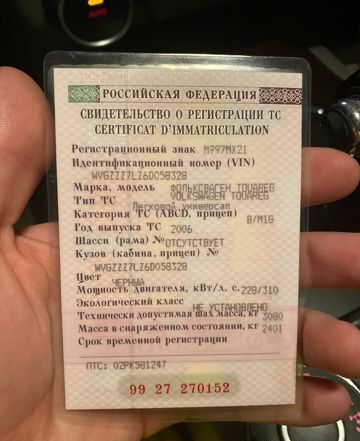 РОССИЙСКАЯ ФЕДЕРАЦИЯ
СВИДЕТЕЛЬСТВО О РЕГИСТРАЦИИ ТС
CERTIFICAT D'IMMATRICULATION
Регистрационный знак М997МХ21
Идентификационный номер (VIN)
WVGZZZ7LZ6D058328
Марка, модель ФОЛЬКСВАГЕН TOUAREG
VOLKSWAGEN TOUAREG
Тип ТС Легковой универсал
Категория ТС (ABCD, прицеп) B/M1G
Год выпуска ТС 2006
Шасси (рама) № ОТСУТСТВУЕТ
Кузов (кабина, прицеп) №
WVGZZZ7LZ6D058328
Цвет ЧЕРНЫЙ
Мощность двигателя, кВт/л. с. 228/310
Экологический класс НЕ УСТАНОВЛЕНО
Технически допустимая max масса, кг 3080
Масса в снаряженном состоянии, кг 2401
Срок временной регистрации
ПТС: 02РК581247
99 27 270152